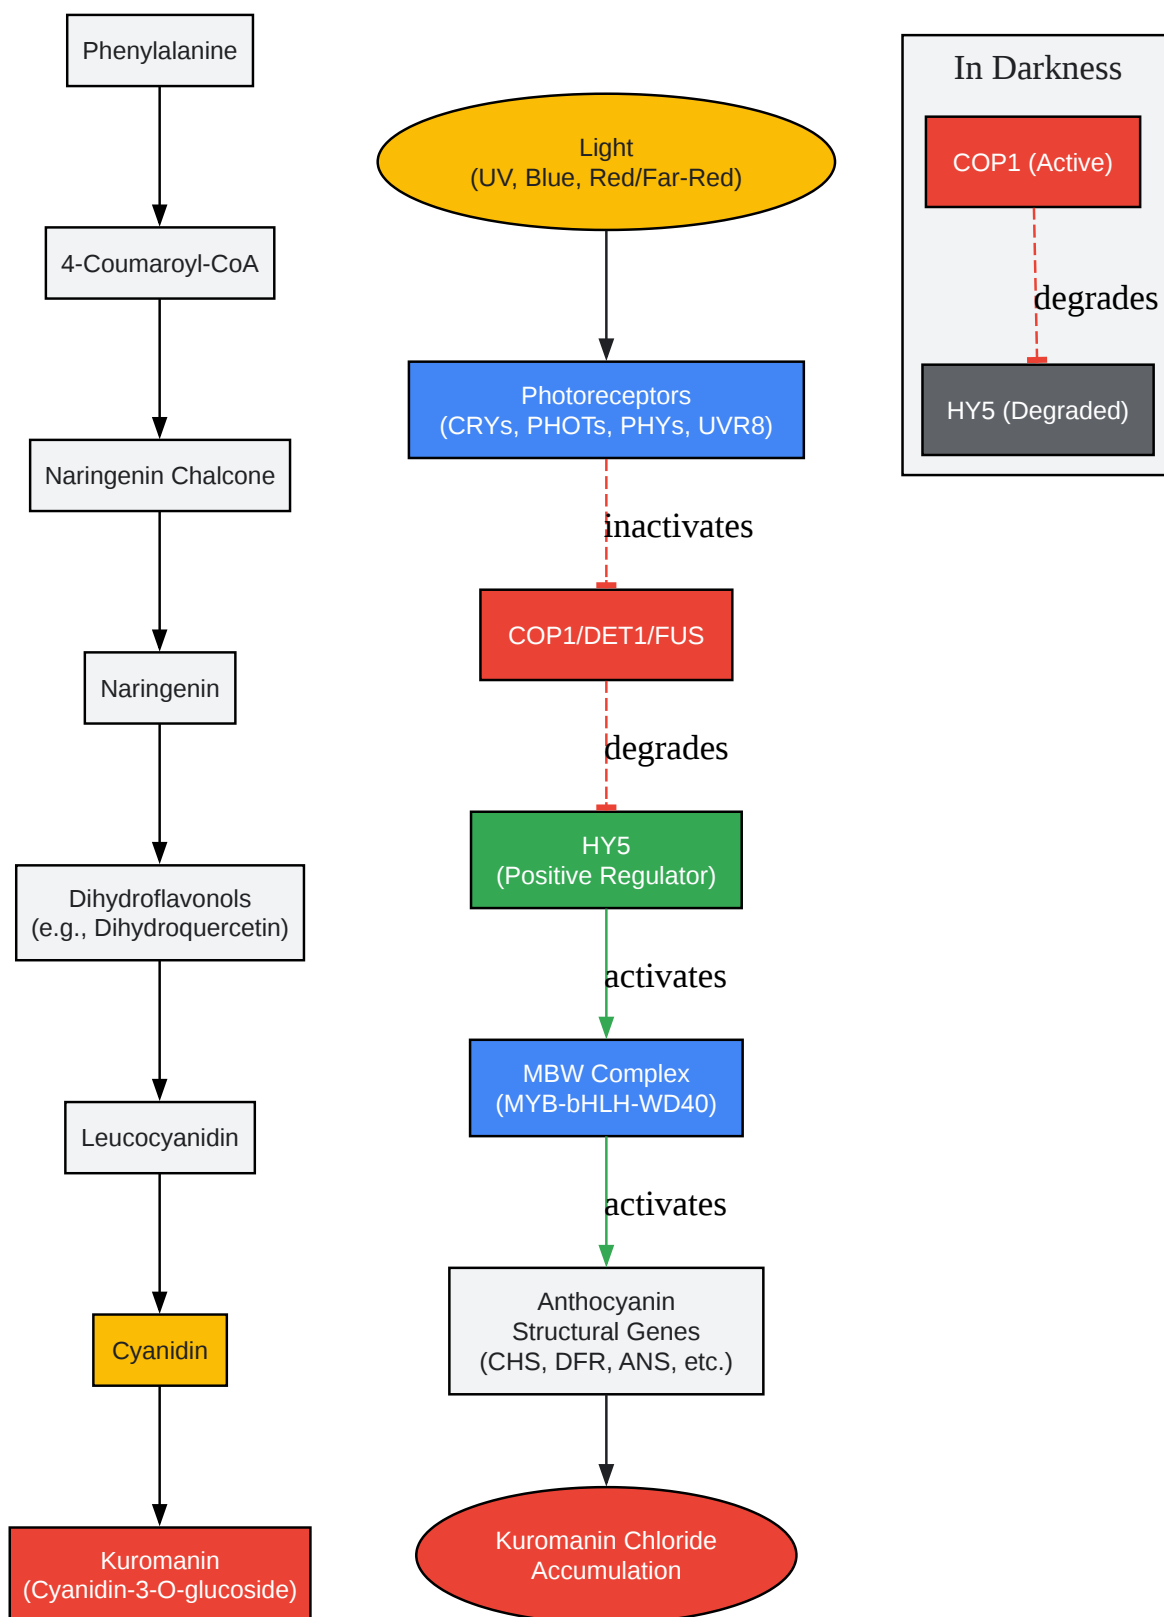 Phenylalanine
4-Coumaroyl-CoA
Naringenin Chalcone
Naringenin
Dihydroflavonols
(e.g., Dihydroquercetin)
Leucocyanidin
Cyanidin
Kuromanin
(Cyanidin-3-O-glucoside)
Light
(UV, Blue, Red/Far-Red)
Photoreceptors
(CRYs, PHOTs, PHYs, UVR8)
inactivates
COP1/DET1/FUS
degrades
HY5
(Positive Regulator)
activates
MBW Complex
(MYB-bHLH-WD40)
activates
Anthocyanin
Structural Genes
(CHS, DFR, ANS, etc.)
Kuromanin Chloride
Accumulation
In Darkness
COP1 (Active)
degrades
HY5 (Degraded)